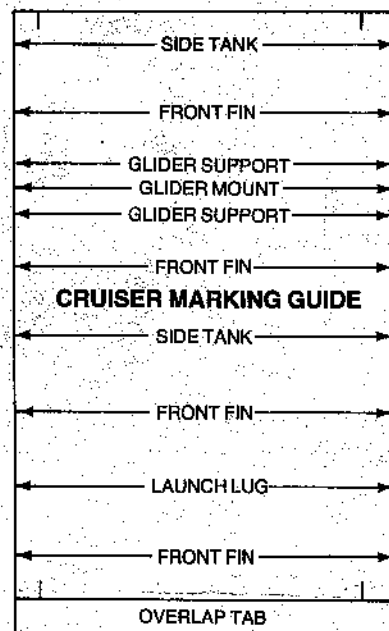 SIDE TANK
FRONT FIN
GLIDER SUPPORT
GLIDER MOUNT
GLIDER SUPPORT
FRONT FIN
CRUISER MARKING GUIDE
SIDE TANK
FRONT FIN
LAUNCH LUG
FRONT FIN
OVERLAP TAB